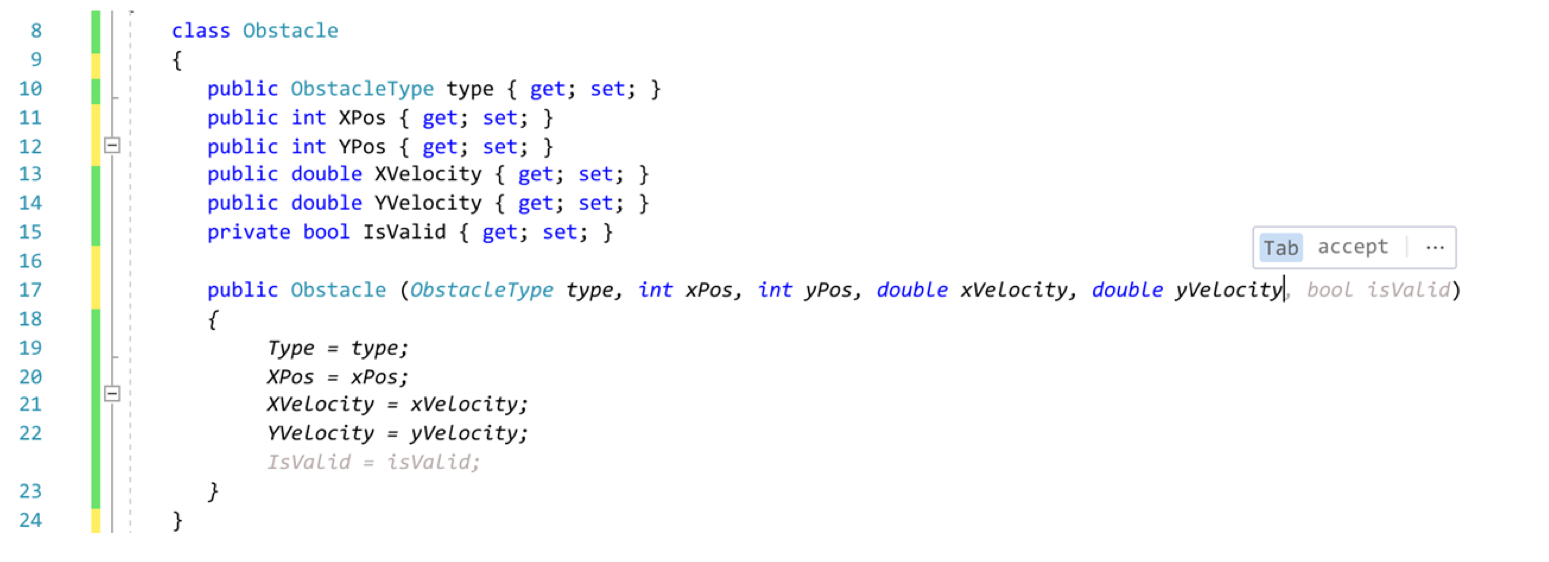 8 class Obstacle
9 {
10 public ObstacleType type { get; set; }
11 public int XPos { get; set; }
12 public int YPos { get; set; }
13 public double XVelocity { get; set; }
14 public double YVelocity { get; set; }
15 private bool IsValid { get; set; }
Tab accept ...
16
17 public Obstacle (ObstacleType type, int xPos, int yPos, double xVelocity, double yVelocity, bool isValid)
18 {
19 Type = type;
20 XPos = xPos;
21 XVelocity = xVelocity;
22 YVelocity = yVelocity;
IsValid = isValid;
23 }
24 }